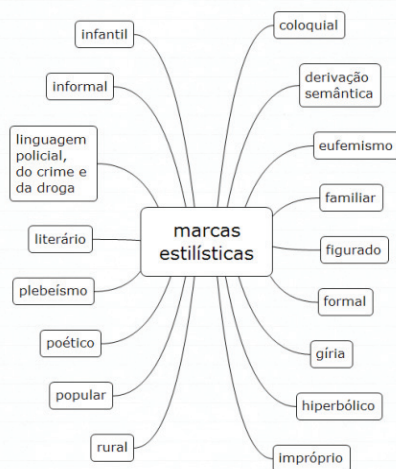 infantil
informal
linguagem
policial,
do crime e
da droga
literário
plebeísmo
poético
popular
rural
marcas
estilísticas
coloquial
derivação
semântica
eufemismo
familiar
figurado
formal
gíria
hiperbólico
impróprio